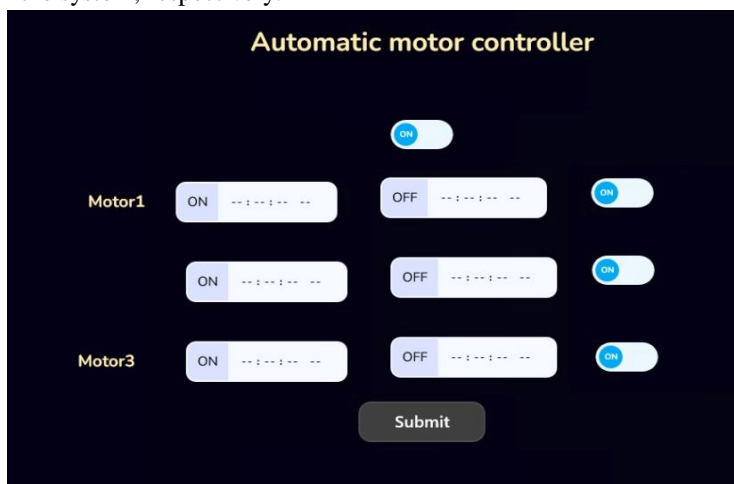 Automatic motor controller
ON
Motor1 ON --:--:-- -- OFF --:--:-- -- ON
ON --:--:-- -- OFF --:--:-- -- ON
Motor3 ON --:--:-- -- OFF --:--:-- -- ON
Submit